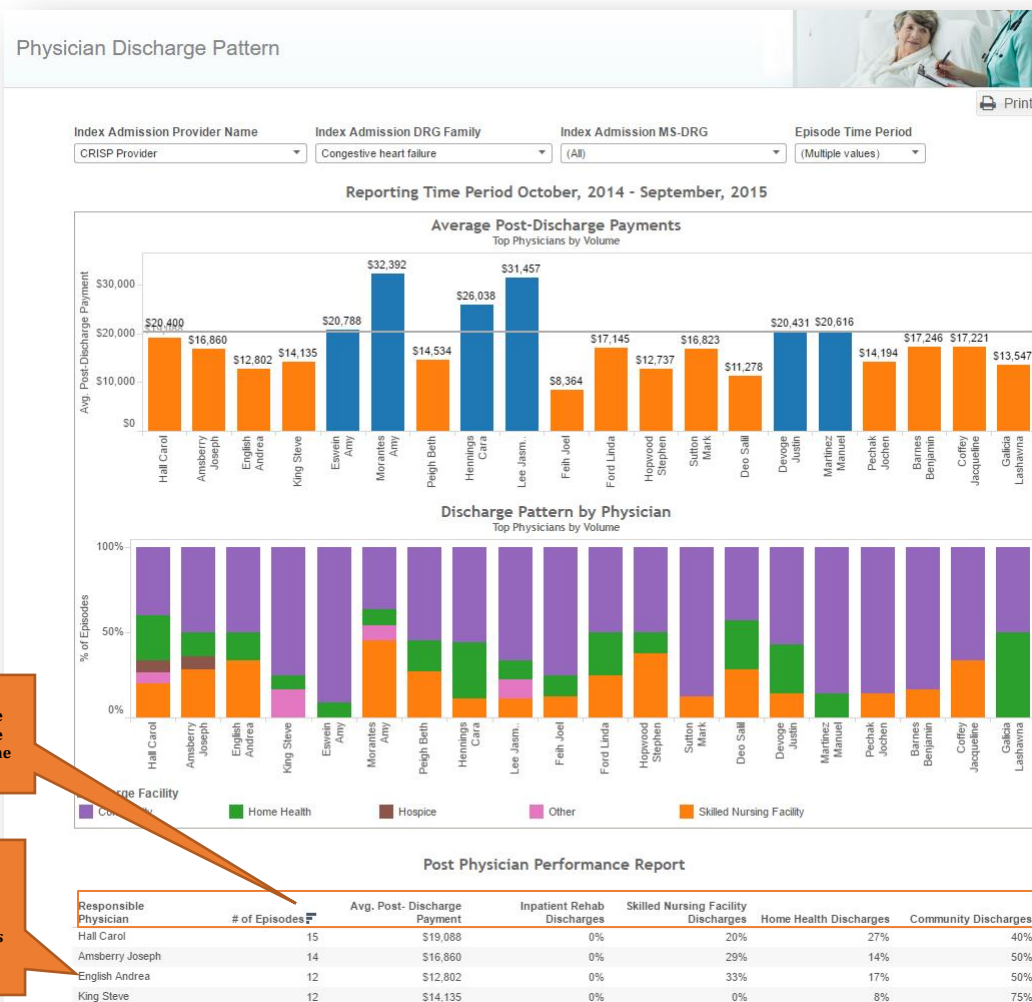 Physician Discharge Pattern
Print
Index Admission Provider Name
Index Admission DRG Family
Index Admission MS-DRG
Episode Time Period
CRISP Provider
Congestive heart failure
(All)
(Multiple values)
Reporting Time Period October, 2014 - September, 2015
Average Post-Discharge Payments
Top Physicians by Volume
Avg. Post-Discharge Payment
$30,000
$20,000
$10,000
$0
$20,400
$16,860
$12,802
$14,135
$20,788
$32,392
$14,534
$26,038
$31,457
$8,364
$17,145
$12,737
$16,823
$11,278
$20,431
$20,616
$14,194
$17,246
$17,221
$13,547
Hall Carol
Amsberry
Joseph
English
Andrea
King Steve
Eswein
Amy
Morantes
Amy
Peigh Beth
Hennings
Cara
Lee Jasm..
Feih Joel
Ford Linda
Hopwood
Stephen
Sutton
Mark
Deo Salil
Devoge
Justin
Martinez
Manuel
Pechak
Jochen
Barnes
Benjamin
Coffey
Jacqueline
Galicia
Lashawna
Discharge Pattern by Physician
Top Physicians by Volume
% of Episodes
100%
50%
0%
Hall Carol
Amsberry
Joseph
English
Andrea
King Steve
Eswein
Amy
Morantes
Amy
Peigh Beth
Hennings
Cara
Lee Jasm..
Feih Joel
Ford Linda
Hopwood
Stephen
Sutton
Mark
Deo Salil
Devoge
Justin
Martinez
Manuel
Pechak
Jochen
Barnes
Benjamin
Coffey
Jacqueline
Galicia
Lashawna
Facility
Home Health
Hospice
Other
Skilled Nursing Facility
Post Physician Performance Report
Responsible
Physician
# of Episodes
Avg. Post- Discharge
Payment
Inpatient Rehab
Discharges
Skilled Nursing Facility
Discharges
Home Health Discharges
Community Discharges
Hall Carol 15 $19,088 0% 20% 27% 40%
Amsberry Joseph 14 $16,860 0% 29% 14% 50%
English Andrea 12 $12,802 0% 33% 17% 50%
King Steve 12 $14,135 0% 0% 8% 75%